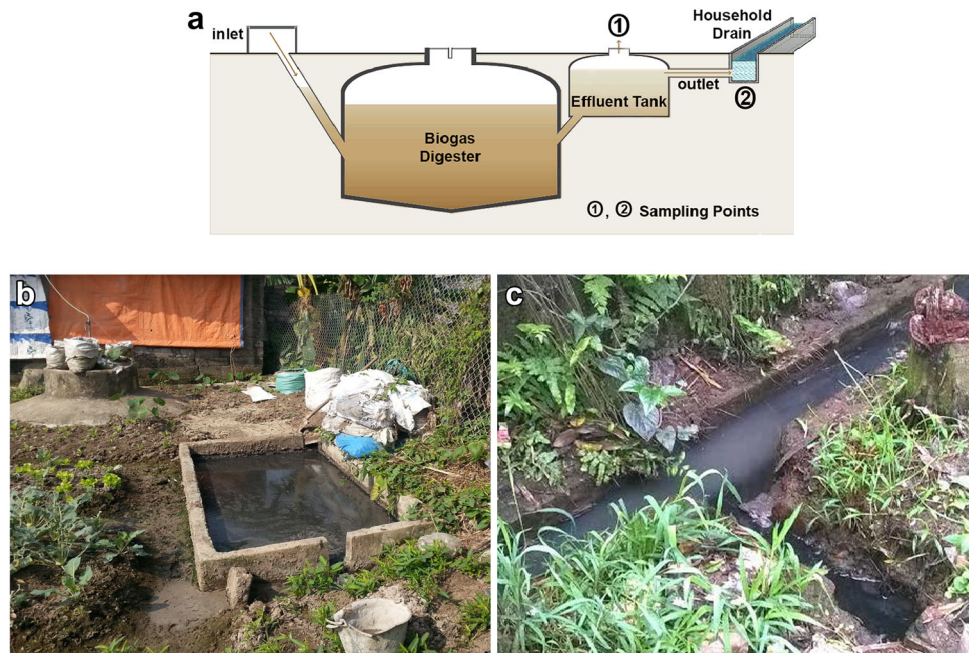 a
inlet
①
Household
Drain
Biogas
Digester
Effluent Tank
outlet
②
①, ② Sampling Points
b
c